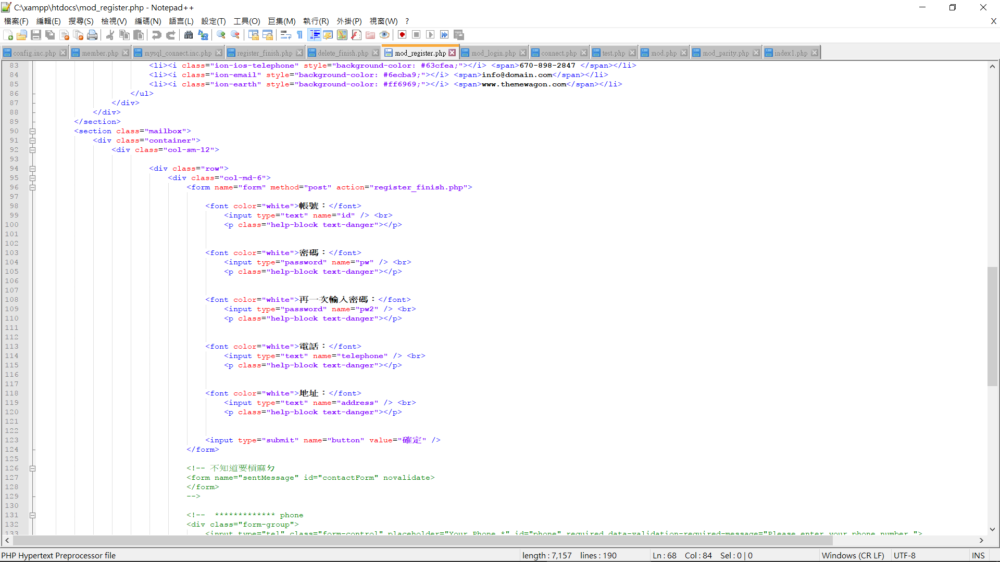 C:\xampp\htdocs\mod_register.php - Notepad++
檔案(F) 編輯(E) 搜尋(S) 檢視(V) 編碼(N) 語言(L) 設定(T) 工具(O) 巨集(M) 執行(R) 外掛(P) 視窗(W) ? X
config.inc.php member.php mysql_connect.inc.php register_finish.php delete_finish.php mod_register.php mod_login.php connect.php test.php mod.php mod_parity.php index1.php
83 <li><i class="ion-ios-telephone" style="background-color: #63cfea;"></i> <span>670-898-2847 </span></li>
84 <li><i class="ion-email" style="background-color: #6ecba9;"></i> <span>info@domain.com</span></li>
85 <li><i class="ion-earth" style="background-color: #ff6969;"></i> <span>www.themewagon.com</span></li>
86 </ul>
87 </div>
88 </div>
89 </section>
90 <section class="mailbox">
91 <div class="container">
92 <div class="col-sm-12">
93
94 <div class="row">
95 <div class="col-md-6">
96 <form name="form" method="post" action="register_finish.php">
97
98 <font color="white">帳號：</font>
99 <input type="text" name="id" /> <br>
100 <p class="help-block text-danger"></p>
101
102
103 <font color="white">密碼：</font>
104 <input type="password" name="pw" /> <br>
105 <p class="help-block text-danger"></p>
106
107
108 <font color="white">再一次輸入密碼：</font>
109 <input type="password" name="pw2" /> <br>
110 <p class="help-block text-danger"></p>
111
112
113 <font color="white">電話：</font>
114 <input type="text" name="telephone" /> <br>
115 <p class="help-block text-danger"></p>
116
117
118 <font color="white">地址：</font>
119 <input type="text" name="address" /> <br>
120 <p class="help-block text-danger"></p>
121
122
123 <input type="submit" name="button" value="確定" />
124 </form>
125
126 <!-- 不知道要槓麻ㄉ
127 <form name="sentMessage" id="contactForm" novalidate>
128 </form>
129 -->
130
131 <!-- ************* phone
132 <div class="form-group">
133 <input type="tel" class="form-control" placeholder="Your Phone *" id="phone" required data-validation-required-message="Please enter your phone number.">
PHP Hypertext Preprocessor file length : 7,157 lines : 190 Ln : 68 Col : 84 Sel : 0 | 0 Windows (CR LF) UTF-8 INS